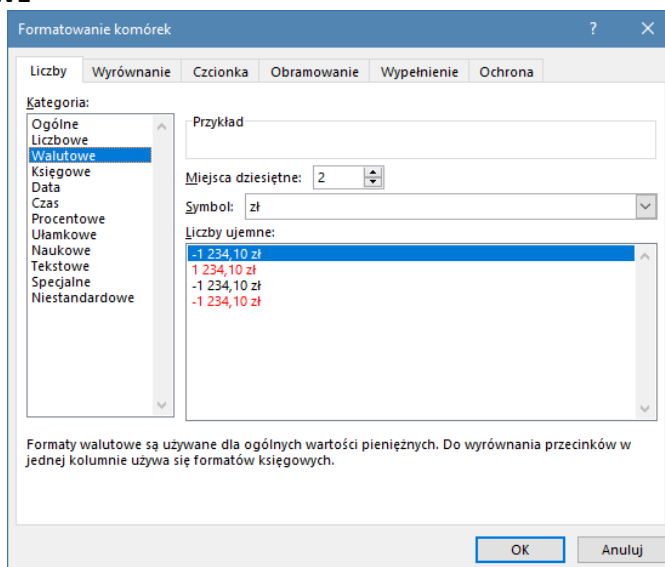 Formatowanie komórek ? ×
Liczby Wyrównanie Czcionka Obramowanie Wypełnienie Ochrona
Kategoria:
Ogólne
Liczbowe
Walutowe
Księgowe
Data
Czas
Procentowe
Ułamkowe
Naukowe
Tekstowe
Specjalne
Niestandardowe
Przykład
Miejsca dziesiętne: 2
Symbol: zł
Liczby ujemne:
-1 234,10 zł
1 234,10 zł
-1 234,10 zł
-1 234,10 zł
Formaty walutowe są używane dla ogólnych wartości pieniężnych. Do wyrównania przecinków w
jednej kolumnie używa się formatów księgowych.
OK Anuluj